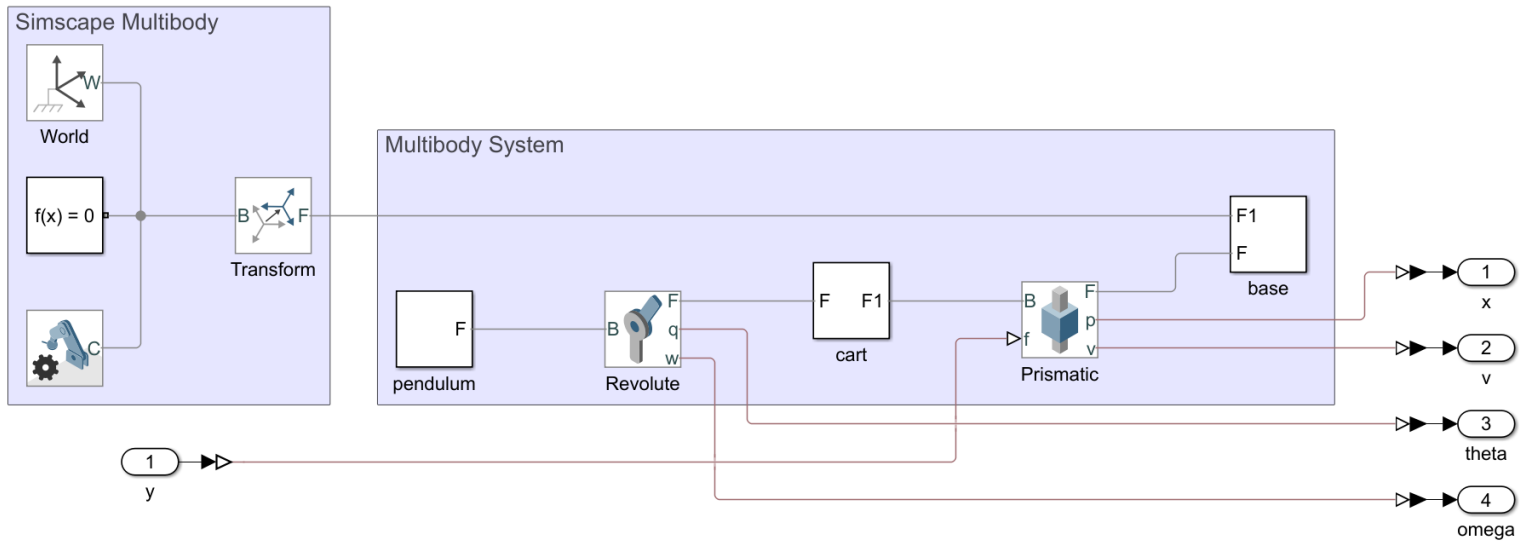 Simscape Multibody
W
World
f(x) = 0
B F
Transform
C
Multibody System
F1
F
base
F
pendulum
B
F
q
w
Revolute
F F1
cart
B
f
F
p
v
Prismatic
1
x
2
v
3
theta
4
omega
1
y